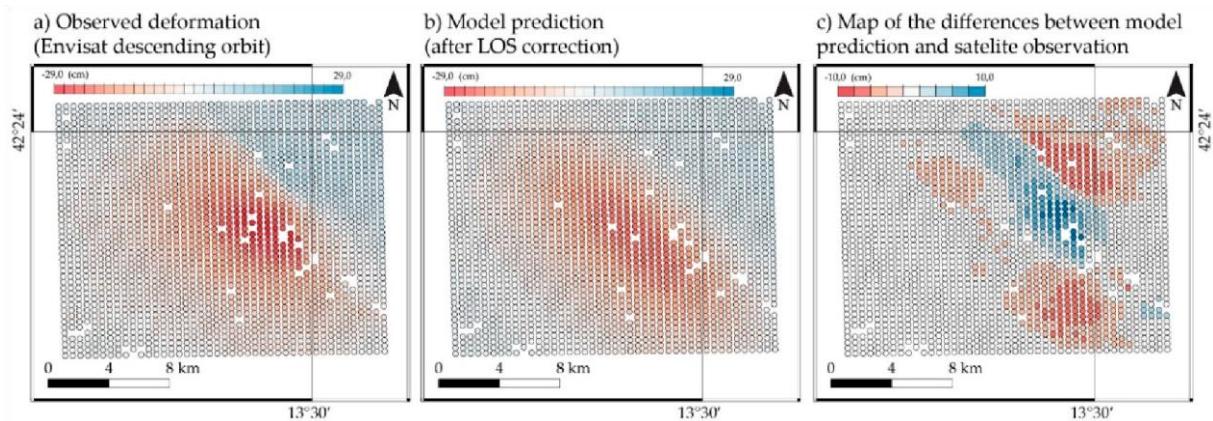 a) Observed deformation
(Envisat descending orbit)
b) Model prediction
(after LOS correction)
c) Map of the differences between model
prediction and satelite observation
-29,0 (cm) 29,0
-29,0 (cm) 29,0
-10,0 (cm) 10,0
N
N
N
42°24′
42°24′
0 4 8 km
0 4 8 km
0 4 8 km
13°30′
13°30′
13°30′